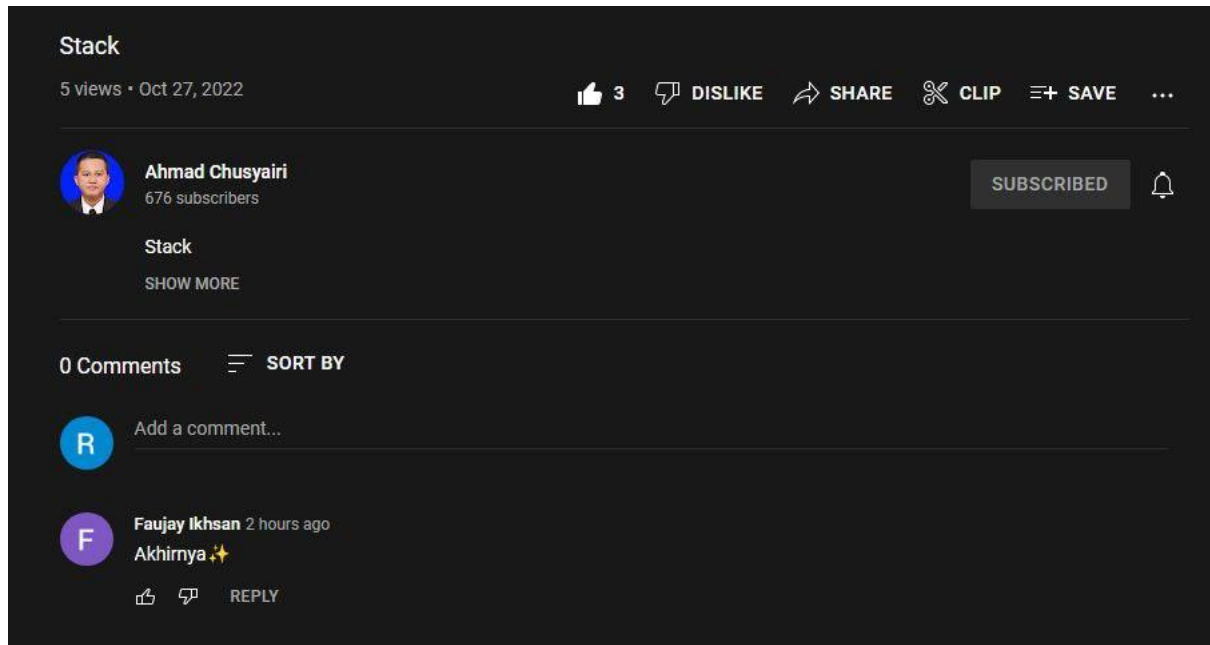 Stack
5 views • Oct 27, 2022
3 DISLIKE SHARE CLIP SAVE ...
Ahmad Chusyairi
676 subscribers
SUBSCRIBED
Stack
SHOW MORE
0 Comments SORT BY
R
Add a comment...
F
Faujay Ikhsan 2 hours ago
Akhirnya✨
REPLY